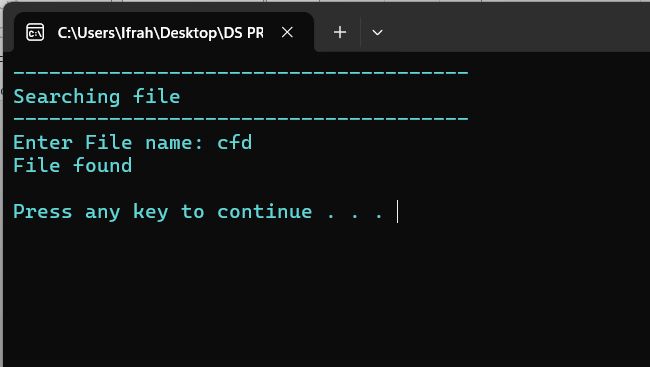 C:\Users\Ifrah\Desktop\DS PR
--------------------------------------
Searching file
--------------------------------------
Enter File name: cfd
File found
Press any key to continue . . .